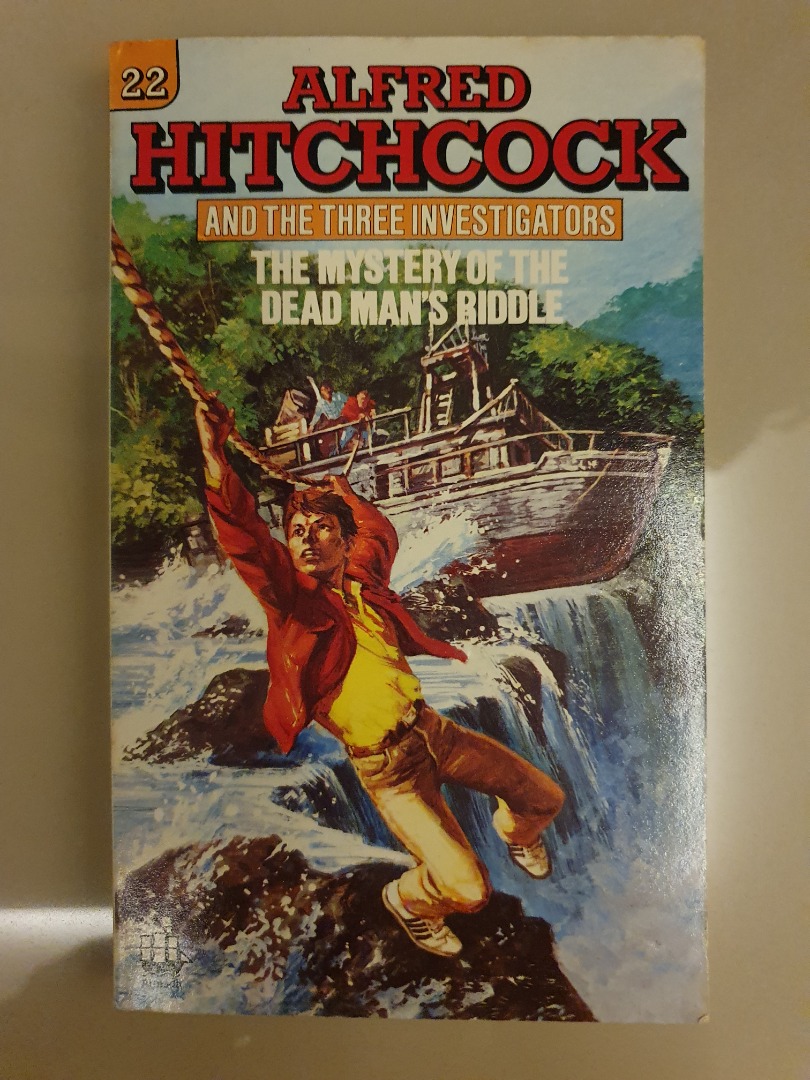 22
ALFRED
HITCHCOCK
AND THE THREE INVESTIGATORS
THE MYSTERY OF THE
DEAD MAN'S RIDDLE